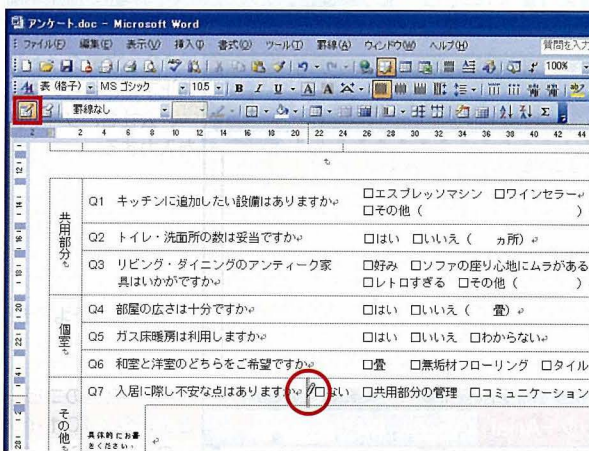 アンケート.doc - Microsoft Word
ファイル(F) 編集(E) 表示(V) 挿入(I) 書式(O) ツール(T) 罫線(A) ウィンドウ(W) ヘルプ(H) 質問を入力
100%
表 (格子) MS ゴシック 10.5 B I U A A
罫線なし
2 2 4 6 8 10 12 14 16 18 20 22 24 26 28 30 32 34 36 38 40 42 44
共用部分
Q1 キッチンに追加したい設備はありますか □エスプレッソマシン □ワインセラー
□その他（ ）
Q2 トイレ・洗面所の数は妥当ですか □はい □いいえ（ ヵ所）
Q3 リビング・ダイニングのアンティーク家 □好み □ソファの座り心地にムラがある
具はいかがですか □レトロすぎる □その他（ ）
個室
Q4 部屋の広さは十分ですか □はい □いいえ（ 畳）
Q5 ガス床暖房は利用しますか □はい □いいえ □わからない
Q6 和室と洋室のどちらをご希望ですか □畳 □無垢材フローリング □タイル
その他
Q7 入居に際し不安な点はありますか □ない □共用部分の管理 □コミュニケーション
具体的にお書
きください。